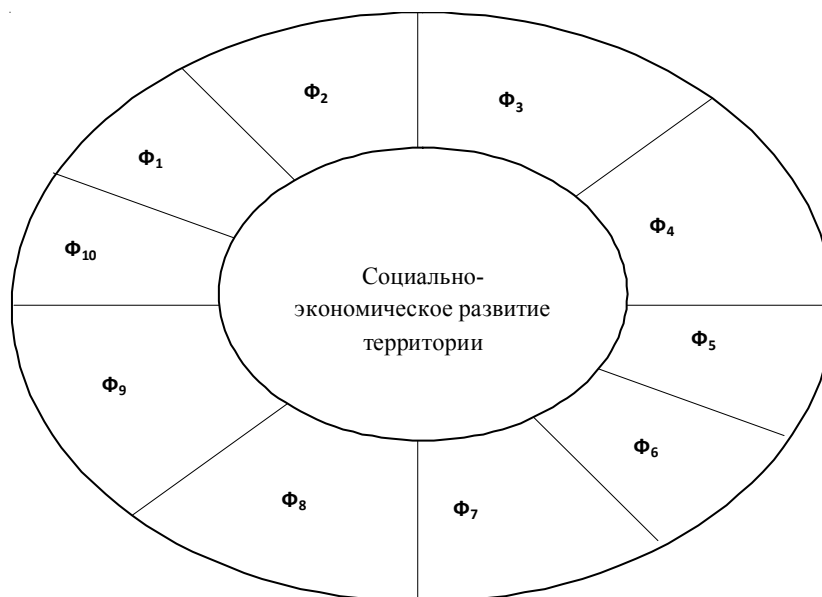 Ф1
Ф2
Ф3
Ф4
Ф5
Ф6
Ф7
Ф8
Ф9
Ф10
Социально-
экономическое развитие
территории